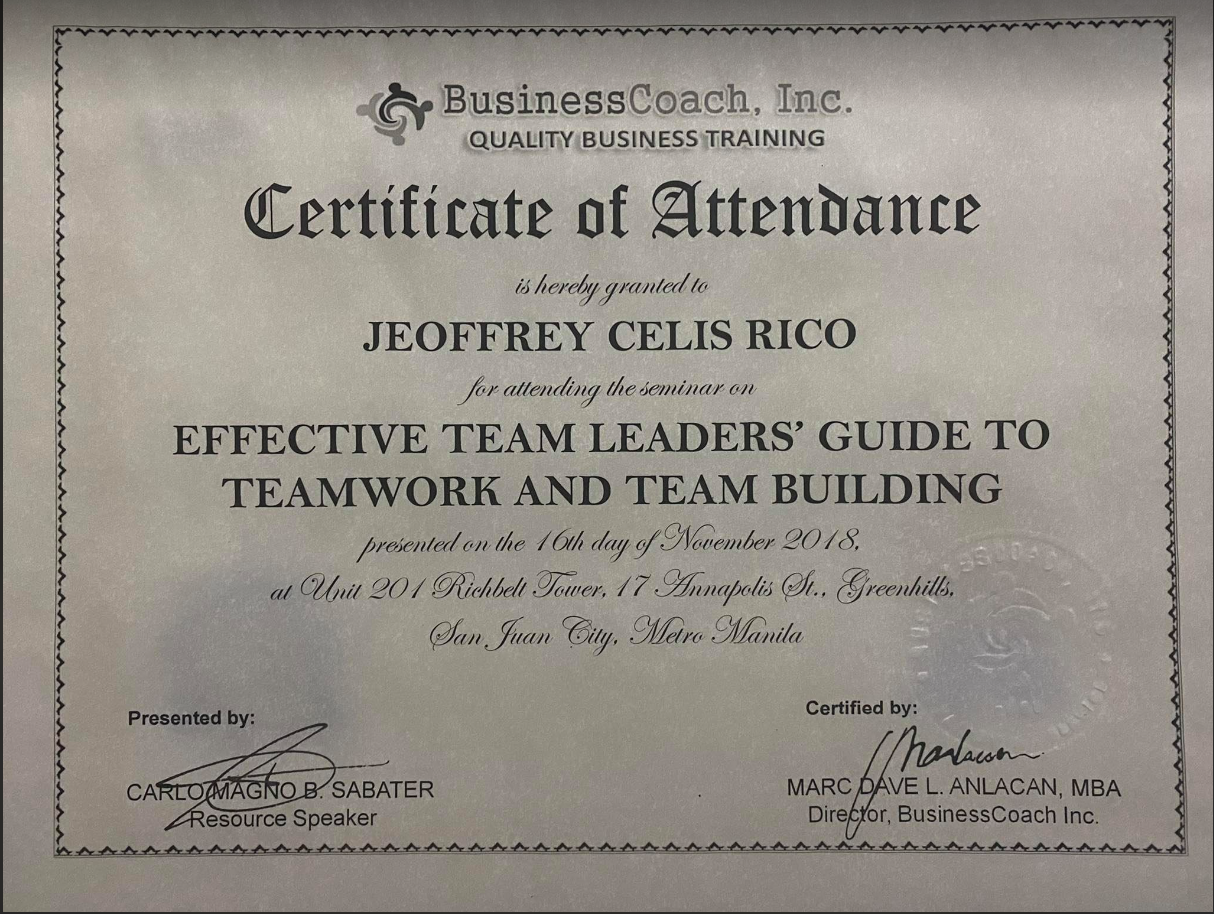 BusinessCoach, Inc.
QUALITY BUSINESS TRAINING
Certificate of Attendance
is hereby granted to
JEOFFREY CELIS RICO
for attending the seminar on
EFFECTIVE TEAM LEADERS’ GUIDE TO
TEAMWORK AND TEAM BUILDING
presented on the 16th day of November 2018,
at Unit 201 Richbelt Tower, 17 Annapolis St., Greenhills,
San Juan City, Metro Manila
Presented by:
CARLO MAGNO B. SABATER
Resource Speaker
Certified by:
MARC DAVE L. ANLACAN, MBA
Director, BusinessCoach Inc.